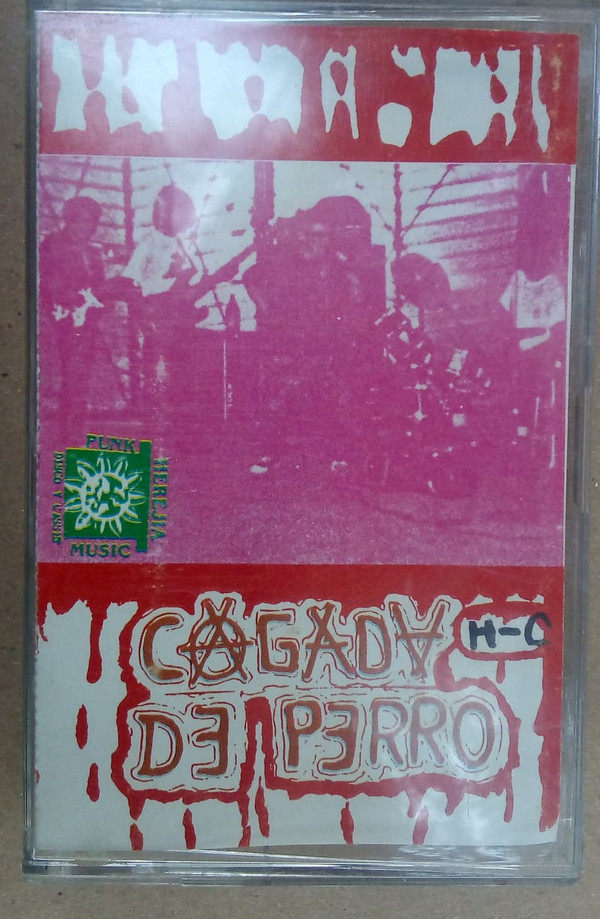 PUNK
HEREJIA
MUSIC
CAGADA
H-C
DE PERRO